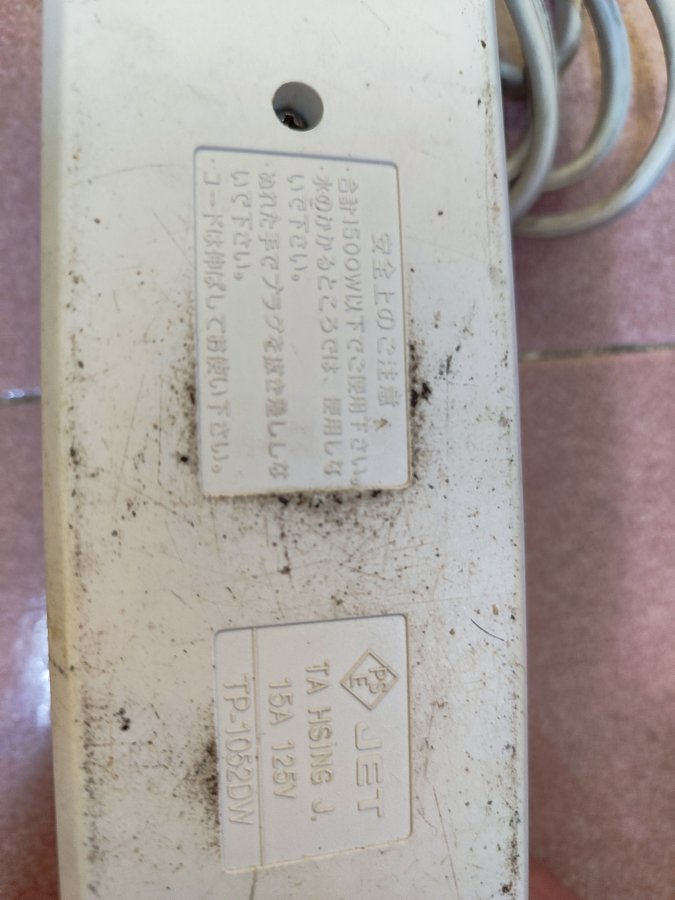 安全上のご注意
・合計1500W以下でご使用下さい。
・水のかかるところでは、使用しな
いで下さい。
・ぬれた手でプラグを抜き差ししな
いで下さい。
・コードは伸ばしてお使い下さい。
PS
E
JET
TA HSING J.
15A 125V
TP-1052DW